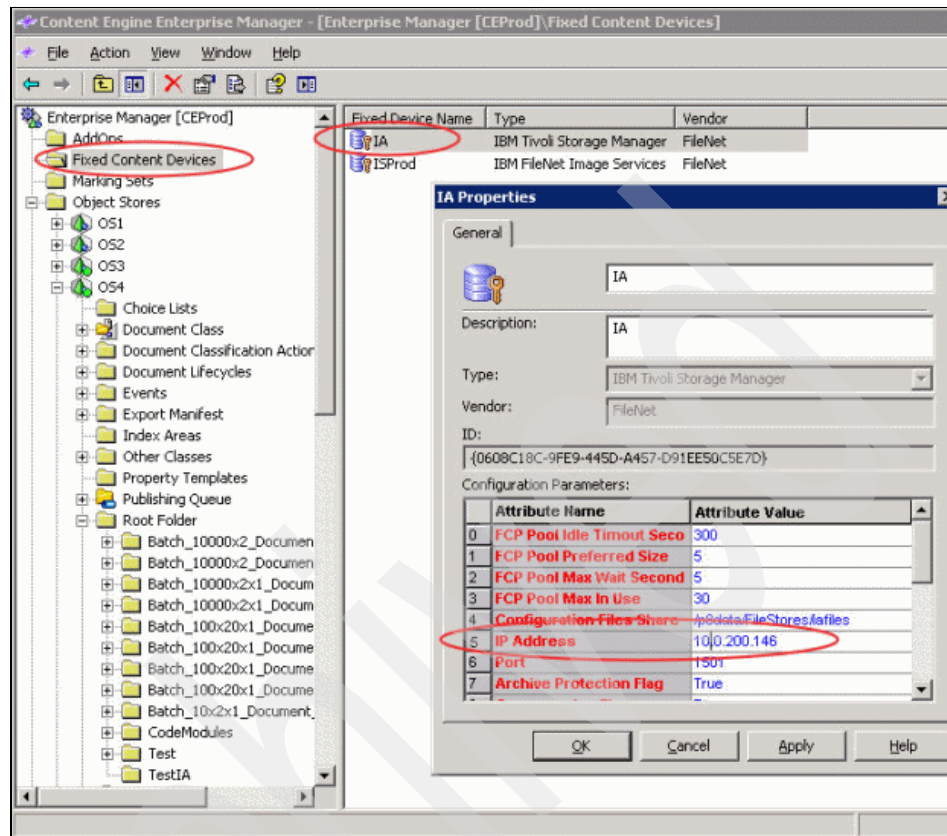 Content Engine Enterprise Manager - [Enterprise Manager [CEProd]\Fixed Content Devices]
File Action View Window Help
Enterprise Manager [CEProd]
AddOns
Fixed Content Devices
Marking Sets
Object Stores
OS1
OS2
OS3
OS4
Choice Lists
Document Class
Document Classification Action
Document Lifecycles
Events
Export Manifest
Index Areas
Other Classes
Property Templates
Publishing Queue
Root Folder
Batch_10000x2_Documen
Batch_10000x2_Documen
Batch_10000x2x1_Docum
Batch_10000x2x1_Docum
Batch_100x20x1_Docume
Batch_100x20x1_Docume
Batch_100x20x1_Docume
Batch_100x20x1_Docume
Batch_10x2x1_Document_
CodeModules
Test
TestIA
Fixed Device Name Type Vendor
IA IBM Tivoli Storage Manager FileNet
ISProd IBM FileNet Image Services FileNet
IA Properties
General
IA
Description: IA
Type: IBM Tivoli Storage Manager
Vendor: FileNet
ID:
{0608C18C-9FE9-445D-A457-D91EE50C5E7D}
Configuration Parameters:
Attribute Name Attribute Value
0 FCP Pool Idle Timout Seco 300
1 FCP Pool Preferred Size 5
2 FCP Pool Max Wait Second 5
3 FCP Pool Max In Use 30
4 Configuration Files Share /p8data/FileStores/iafiles
5 IP Address 10.0.200.146
6 Port 1501
7 Archive Protection Flag True
OK Cancel Apply Help